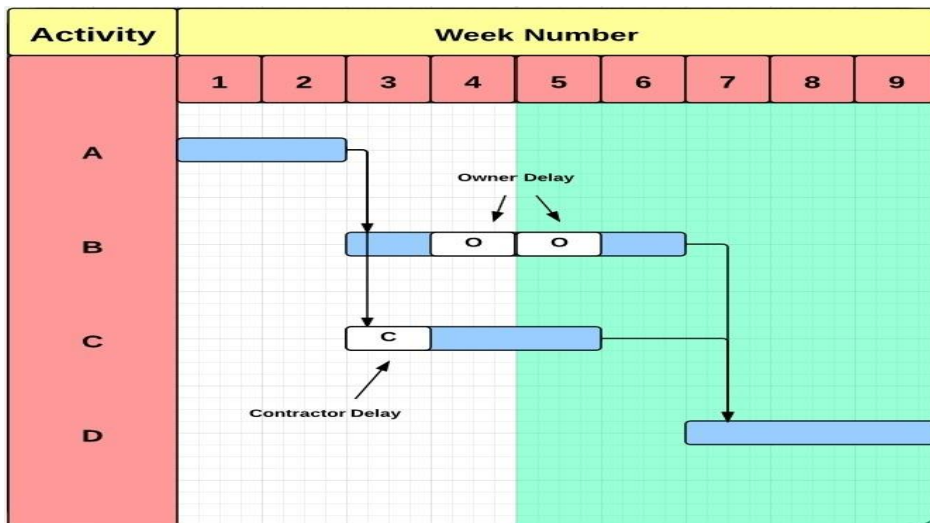 Activity Week Number
1 2 3 4 5 6 7 8 9
A
Owner Delay
B O O
C C
Contractor Delay
D